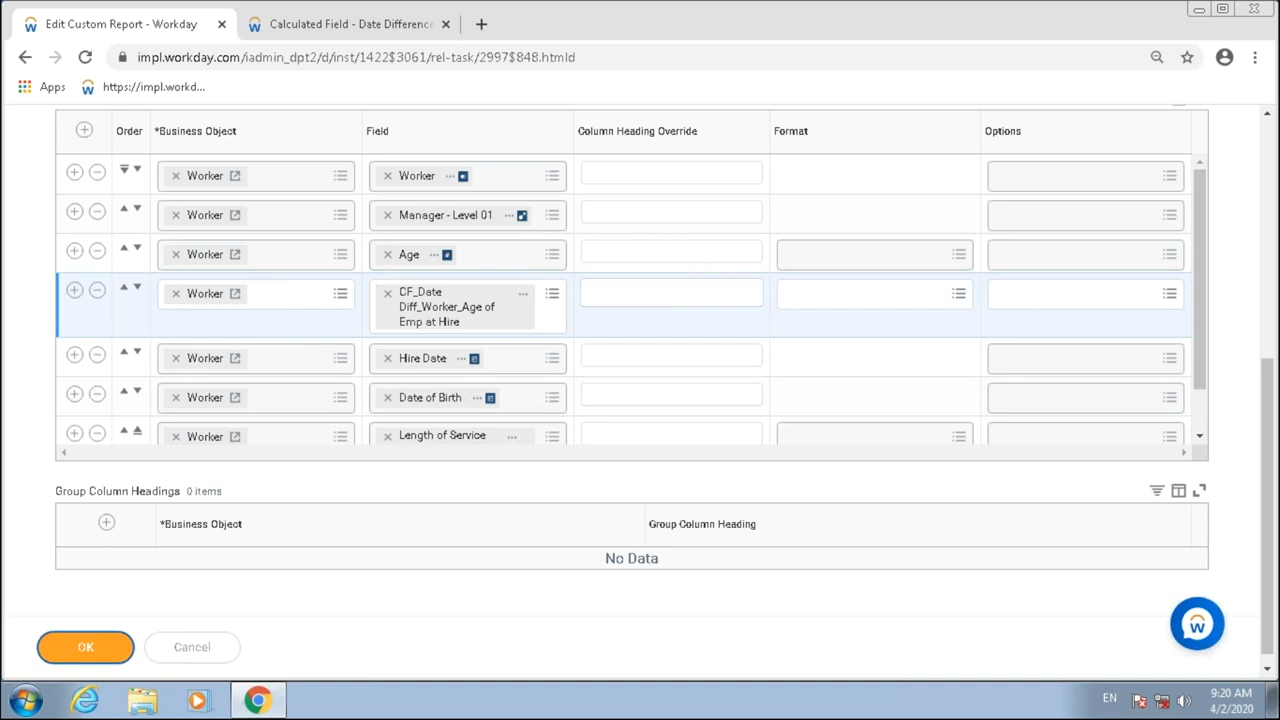 Edit Custom Report - Workday
Calculated Field - Date Difference
impl.workday.com/iadmin_dpt2/d/inst/1422$3061/rel-task/2997$848.htmld
Apps
https://impl.workd...
Order
*Business Object
Field
Column Heading Override
Format
Options
Worker
Worker
Worker
Manager - Level 01
Worker
Age
Worker
CF_Date
Diff_Worker_Age of
Emp at Hire
Worker
Hire Date
Worker
Date of Birth
Worker
Length of Service
Group Column Headings 0 items
*Business Object
Group Column Heading
No Data
OK
Cancel
EN
9:20 AM
4/2/2020